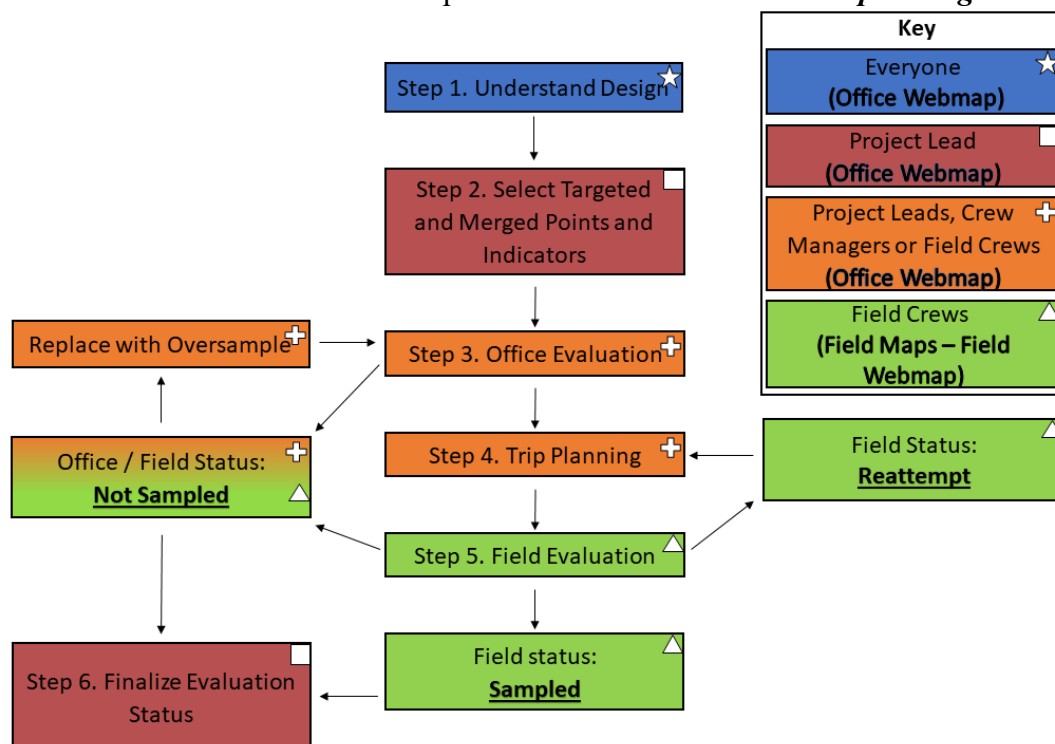 Key
Everyone
(Office Webmap)
Project Lead
(Office Webmap)
Project Leads, Crew
Managers or Field Crews
(Office Webmap)
Field Crews
(Field Maps – Field
Webmap)
Step 1. Understand Design
Step 2. Select Targeted
and Merged Points and
Indicators
Replace with Oversample
Step 3. Office Evaluation
Office / Field Status:
Not Sampled
Step 4. Trip Planning
Field Status:
Reattempt
Step 5. Field Evaluation
Step 6. Finalize Evaluation
Status
Field status:
Sampled